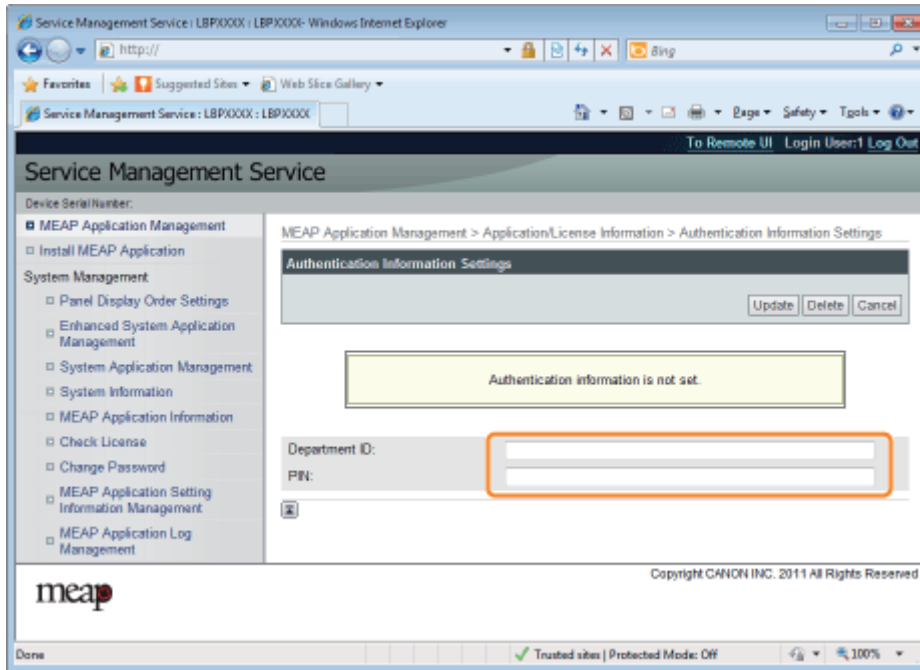 Service Management Service : LBPXXXX : LBPXXXX- Windows Internet Explorer
http://
Bing
Favorites Suggested Sites Web Slice Gallery
Service Management Service : LBPXXXX : LBPXXXX
Page Safety Tools
To Remote UI Login User:1 Log Out
Service Management Service
Device Serial Number:
MEAP Application Management
Install MEAP Application
System Management
Panel Display Order Settings
Enhanced System Application
Management
System Application Management
System Information
MEAP Application Information
Check License
Change Password
MEAP Application Setting
Information Management
MEAP Application Log
Management
MEAP Application Management > Application/License Information > Authentication Information Settings
Authentication Information Settings
Update Delete Cancel
Authentication information is not set.
Department ID:
PIN:
Copyright CANON INC. 2011 All Rights Reserved
meap
Done
Trusted sites | Protected Mode: Off
100%